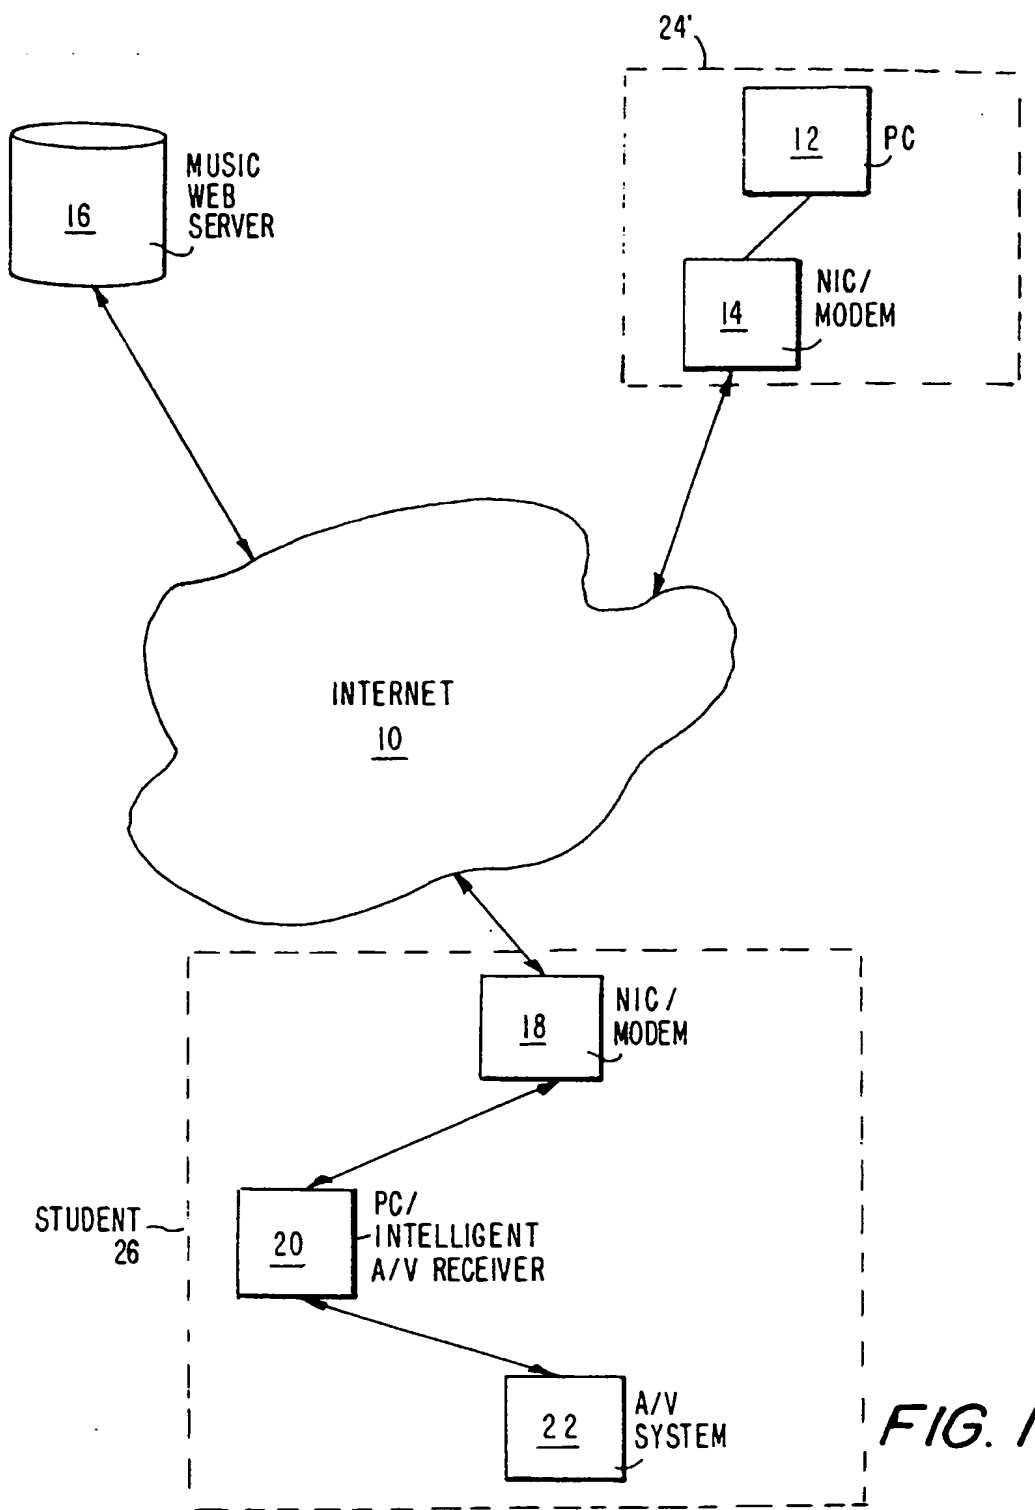 24'
12
PC
MUSIC
WEB
SERVER
16
NIC/
MODEM
14
INTERNET
10
NIC/
MODEM
18
STUDENT
26
PC/
INTELLIGENT
A/V RECEIVER
20
A/V
SYSTEM
22
FIG. 1